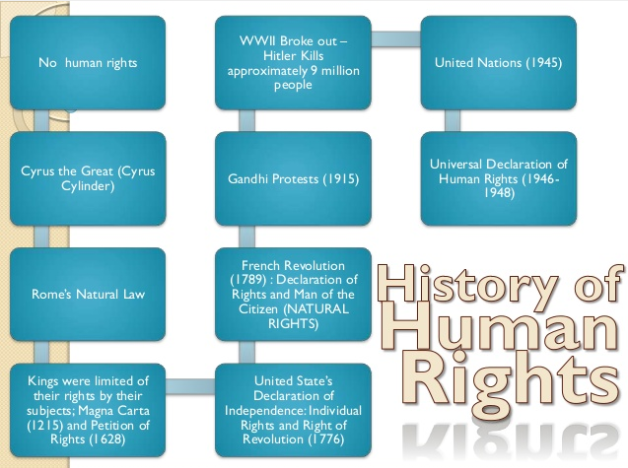 No human rights
Cyrus the Great (Cyrus
Cylinder)
Rome's Natural Law
Kings were limited of
their rights by their
subjects; Magna Carta
(1215) and Petition of
Rights (1628)
United State's
Declaration of
Independence: Individual
Rights and Right of
Revolution (1776)
French Revolution
(1789) : Declaration of
Rights and Man of the
Citizen (NATURAL
RIGHTS)
Gandhi Protests (1915)
WWII Broke out –
Hitler Kills
approximately 9 million
people
United Nations (1945)
Universal Declaration of
Human Rights (1946-
1948)
History of
Human
Rights